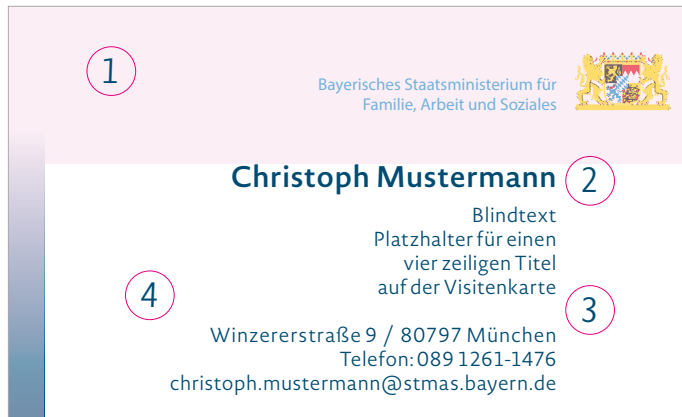 1
Bayerisches Staatsministerium für
Familie, Arbeit und Soziales
Christoph Mustermann
2
Blindtext
Platzhalter für einen
vier zeiligen Titel
auf der Visitenkarte
4
3
Winzererstraße 9 / 80797 München
Telefon: 089 1261-1476
christoph.mustermann@stmas.bayern.de